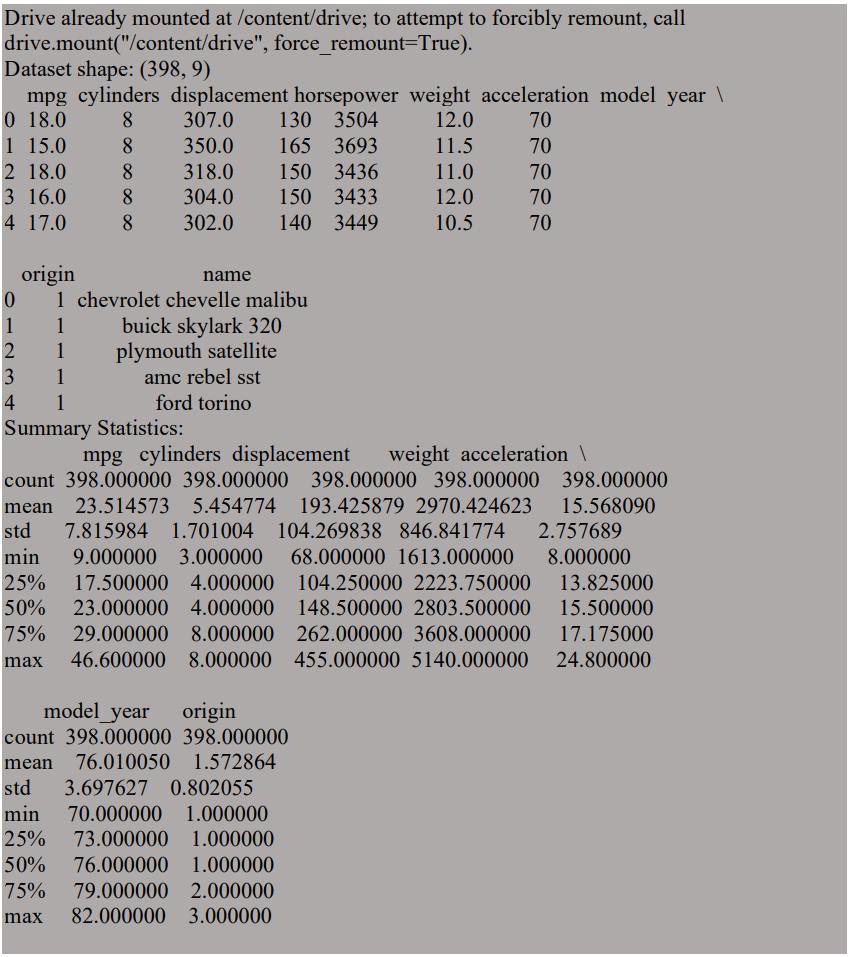 Drive already mounted at /content/drive; to attempt to forcibly remount, call
drive.mount("/content/drive", force_remount=True).
Dataset shape: (398, 9)
mpg cylinders displacement horsepower weight acceleration model year \
0 18.0 8 307.0 130 3504 12.0 70
1 15.0 8 350.0 165 3693 11.5 70
2 18.0 8 318.0 150 3436 11.0 70
3 16.0 8 304.0 150 3433 12.0 70
4 17.0 8 302.0 140 3449 10.5 70
origin name
0 1 chevrolet chevelle malibu
1 1 buick skylark 320
2 1 plymouth satellite
3 1 amc rebel sst
4 1 ford torino
Summary Statistics:
mpg cylinders displacement weight acceleration \
count 398.000000 398.000000 398.000000 398.000000 398.000000
mean 23.514573 5.454774 193.425879 2970.424623 15.568090
std 7.815984 1.701004 104.269838 846.841774 2.757689
min 9.000000 3.000000 68.000000 1613.000000 8.000000
25% 17.500000 4.000000 104.250000 2223.750000 13.825000
50% 23.000000 4.000000 148.500000 2803.500000 15.500000
75% 29.000000 8.000000 262.000000 3608.000000 17.175000
max 46.600000 8.000000 455.000000 5140.000000 24.800000
model_year origin
count 398.000000 398.000000
mean 76.010050 1.572864
std 3.697627 0.802055
min 70.000000 1.000000
25% 73.000000 1.000000
50% 76.000000 1.000000
75% 79.000000 2.000000
max 82.000000 3.000000